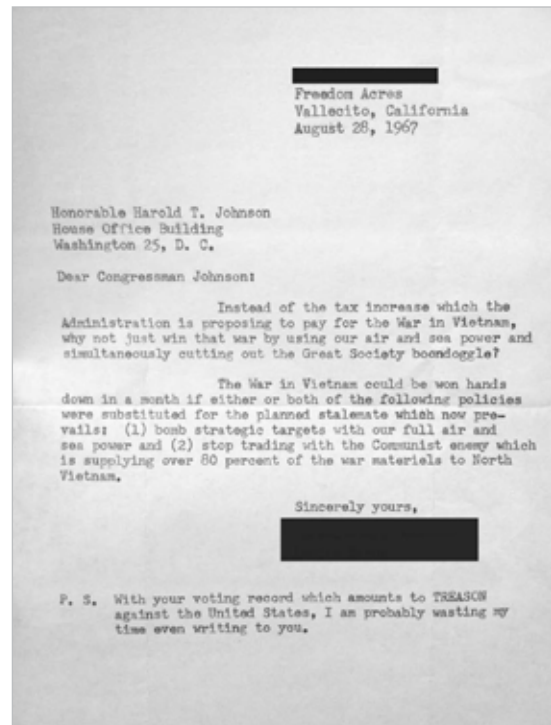 Freedom Acres
Vallecito, California
August 28, 1967
Honorable Harold T. Johnson
House Office Building
Washington 25, D. C.
Dear Congressman Johnson:
Instead of the tax increase which the
Administration is proposing to pay for the War in Vietnam,
why not just win that war by using our air and sea power and
simultaneously cutting out the Great Society boondoggle?
The War in Vietnam could be won hands
down in a month if either or both of the following policies
were substituted for the planned stalemate which now pre-
vails: (1) bomb strategic targets with our full air and
sea power and (2) stop trading with the Communist enemy which
is supplying over 80 percent of the war materiels to North
Vietnam.
Sincerely yours,
P. S. With your voting record which amounts to TREASON
against the United States, I am probably wasting my
time even writing to you.